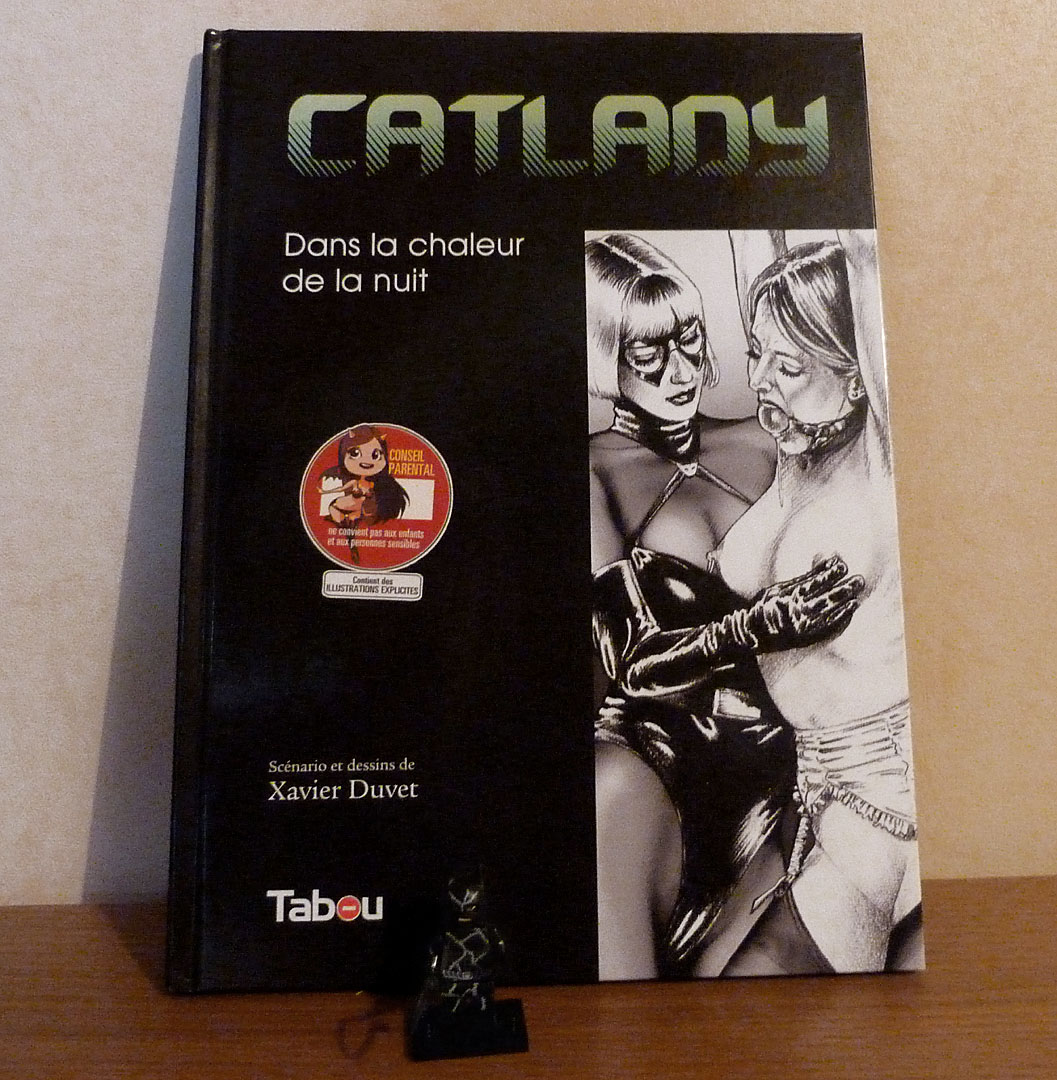 CATLADY
Dans la chaleur
de la nuit
CONSEIL
PARENTAL
ne convient pas aux enfants
et aux personnes sensibles
Contient des
ILLUSTRATIONS EXPLICITES
Scénario et dessins de
Xavier Duvet
Tabou